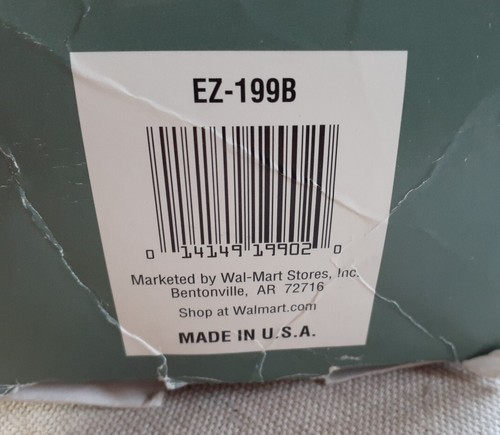 EZ-199B
0 14149 19902 0
Marketed by Wal-Mart Stores, Inc.
Bentonville, AR 72716
Shop at Walmart.com
MADE IN U.S.A.